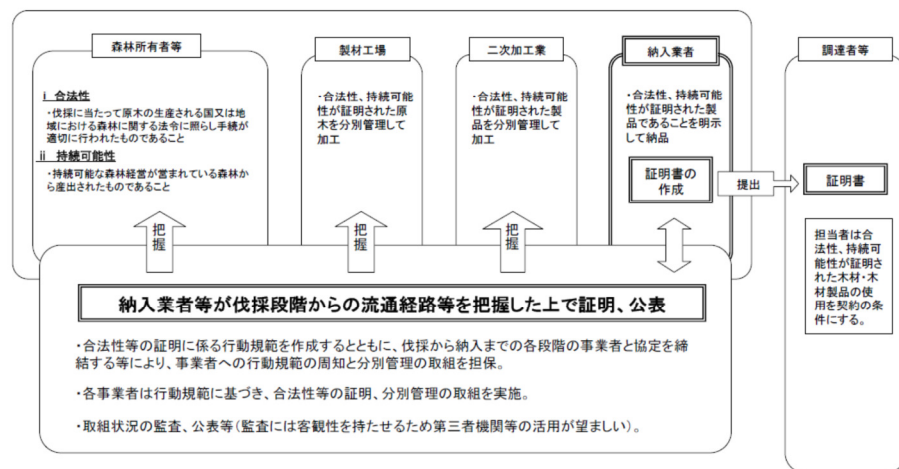 森林所有者等
ⅰ 合法性
・伐採に当たって原木の生産される国又は地
域における森林に関する法令に照らし手続が
適切に行われたものであること
ⅱ 持続可能性
・持続可能な森林経営が営まれている森林か
ら産出されたものであること
製材工場
・合法性、持続可能
性が証明された
原木を分別管理して
加工
二次加工業
・合法性、持続可能
性が証明された製
品を分別管理して
加工
納入業者
・合法性、持続可能
性が証明された製
品であることを明示
して納品
証明書の
作成
提出
調達者等
証明書
担当者は合
法性、持続可
能性が証明さ
れた木材・木
材製品の使
用を契約の条
件にする。
把握
把握
把握
納入業者等が伐採段階からの流通経路等を把握した上で証明、公表
・合法性等の証明に係る行動規範を作成するとともに、伐採から納入までの各段階の事業者と協定を締
結する等により、事業者への行動規範の周知と分別管理の取組を担保。
・各事業者は行動規範に基づき、合法性等の証明、分別管理の取組を実施。
・取組状況の監査、公表等(監査には客観性を持たせるため第三者機関等の活用が望ましい)。